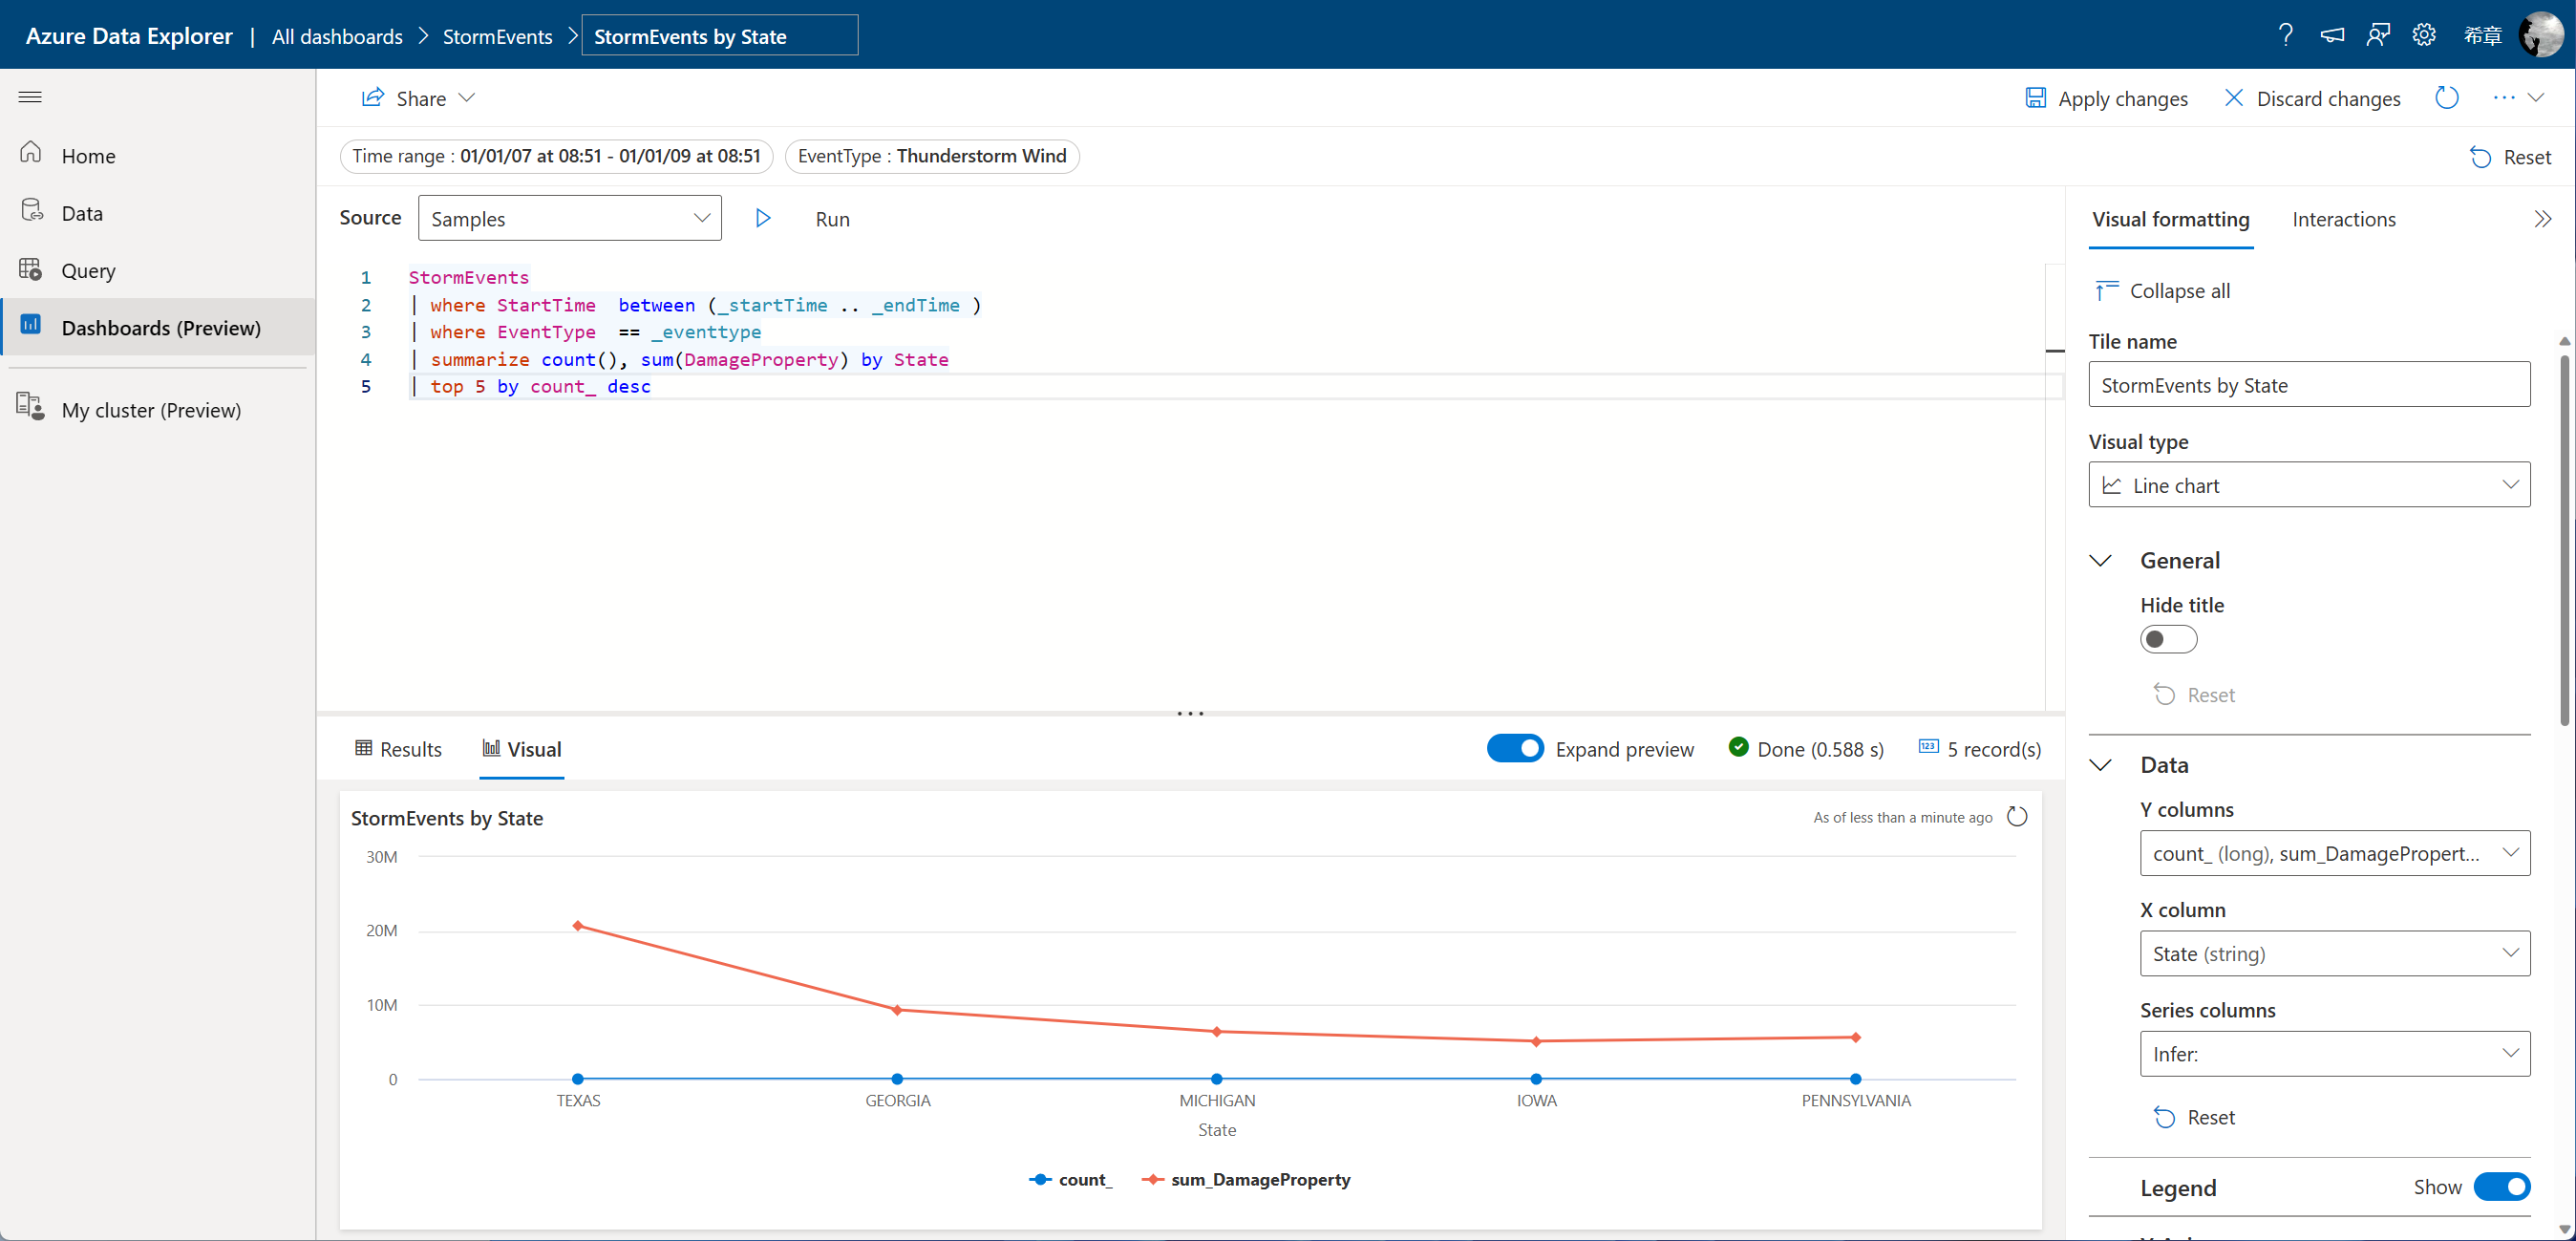 Azure Data Explorer | All dashboards > StormEvents > StormEvents by State
希章
Share
Apply changes
Discard changes
Home
Data
Query
Dashboards (Preview)
My cluster (Preview)
Time range : 01/01/07 at 08:51 - 01/01/09 at 08:51
EventType : Thunderstorm Wind
Reset
Source
Samples
Run
1 StormEvents
2 | where StartTime  between (_startTime .. _endTime )
3 | where EventType  == _eventtype
4 | summarize count(), sum(DamageProperty) by State
5 | top 5 by count_ desc
Results
Visual
Expand preview
Done (0.588 s)
123
5 record(s)
StormEvents by State
As of less than a minute ago
30M
20M
10M
0
TEXAS
GEORGIA
MICHIGAN
IOWA
PENNSYLVANIA
State
count_
sum_DamageProperty
Visual formatting
Interactions
Collapse all
Tile name
StormEvents by State
Visual type
Line chart
General
Hide title
Reset
Data
Y columns
count_ (long), sum_DamagePropert...
X column
State (string)
Series columns
Infer:
Reset
Legend
Show